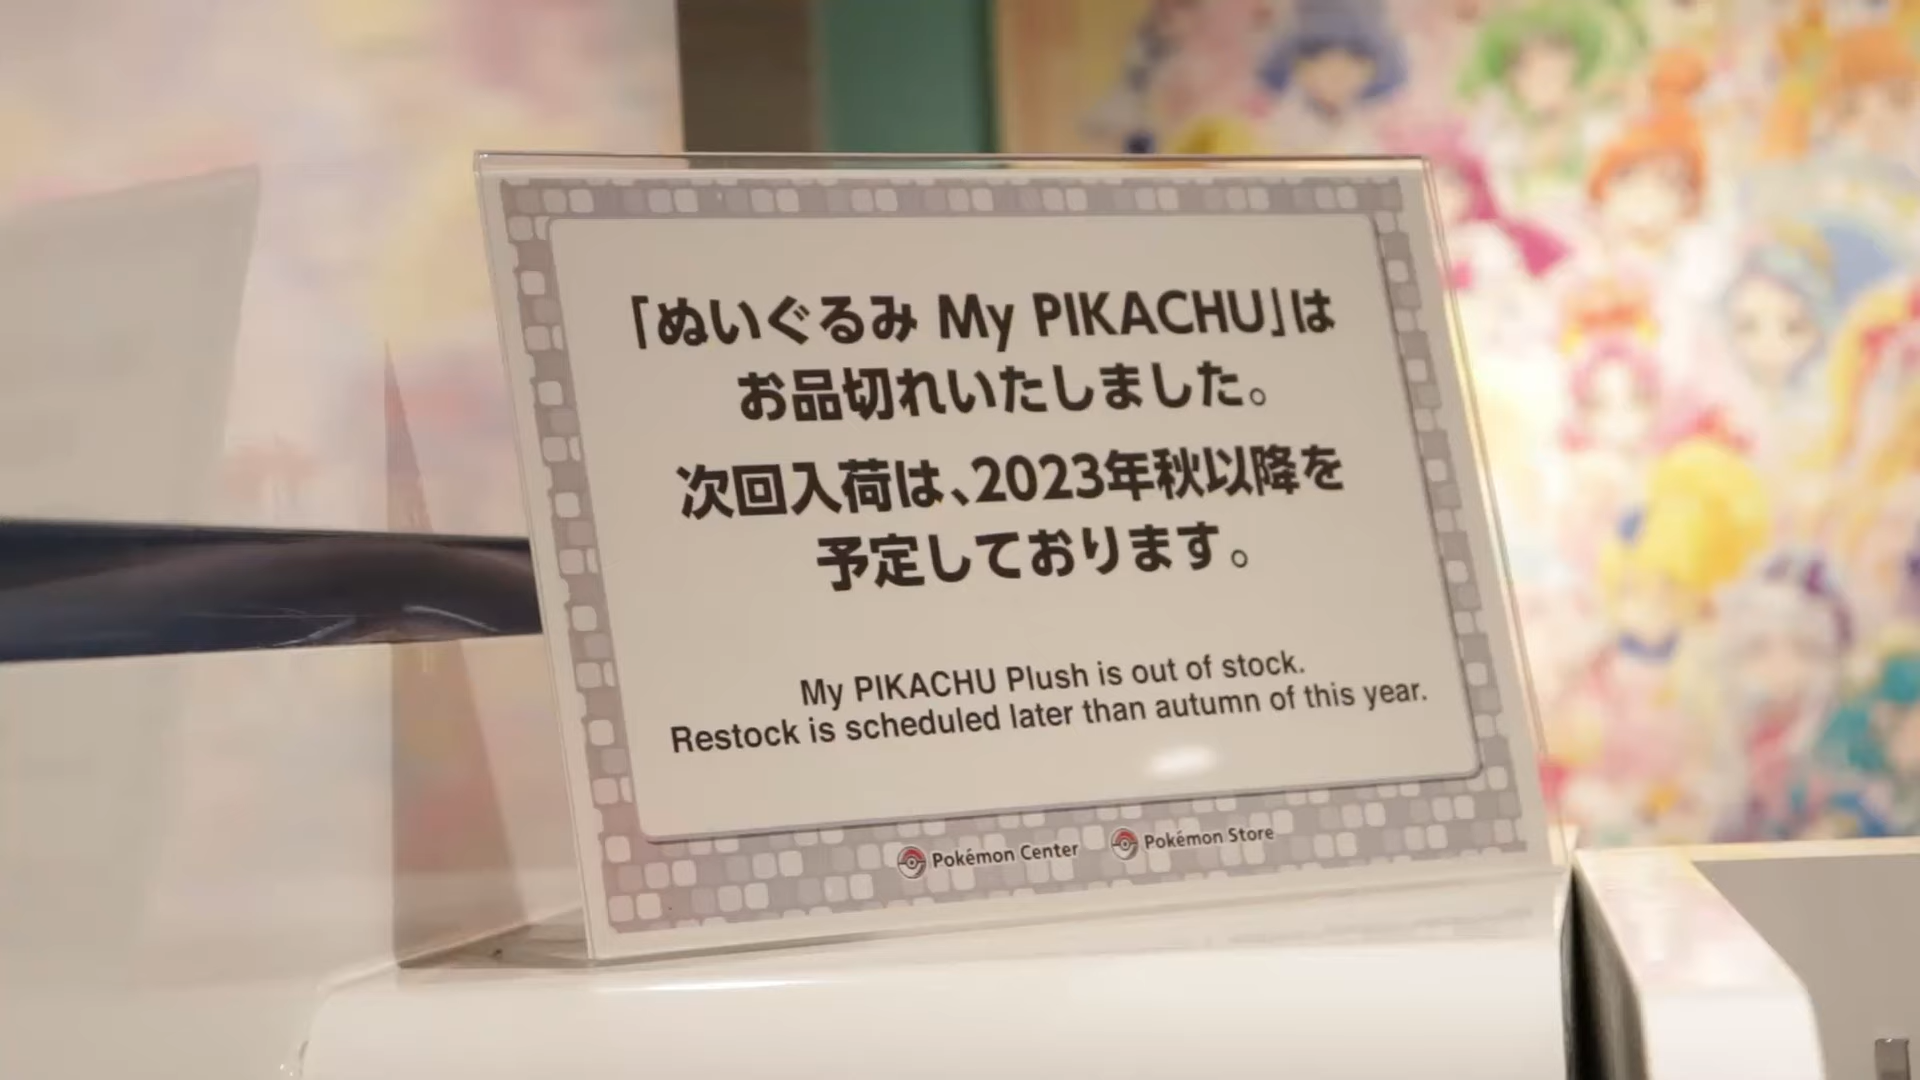 「ぬいぐるみ My PIKACHU」は
お品切れいたしました。
次回入荷は、2023年秋以降を
予定しております。
My PIKACHU Plush is out of stock.
Restock is scheduled later than autumn of this year.
Pokémon Center Pokémon Store